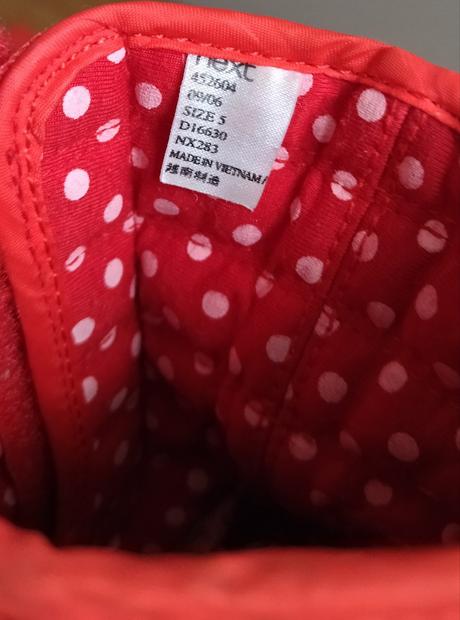 next
452604
09/06
SIZE 5
D16630
NX283
MADE IN VIETNAM/
越南制造